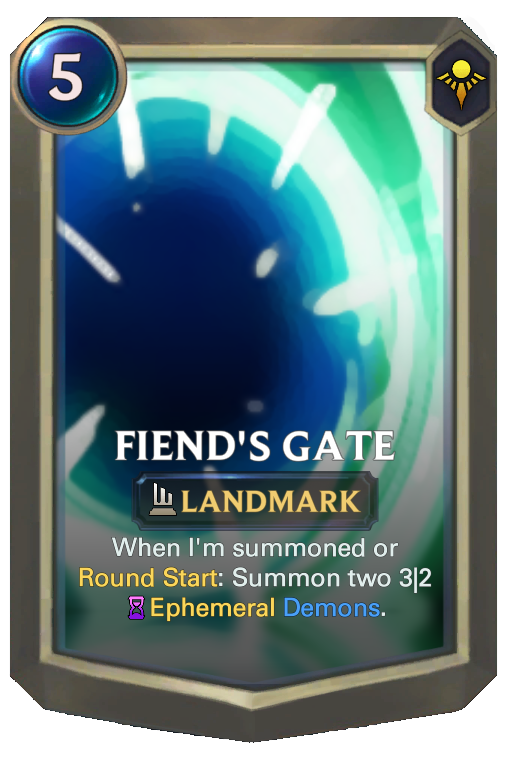 5
FIEND'S GATE
LANDMARK
When I'm summoned or
Round Start: Summon two 3|2
Ephemeral Demons.